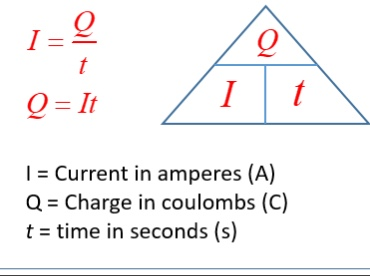 I = Q/t
Q = It
Q
I t
I = Current in amperes (A)
Q = Charge in coulombs (C)
t = time in seconds (s)